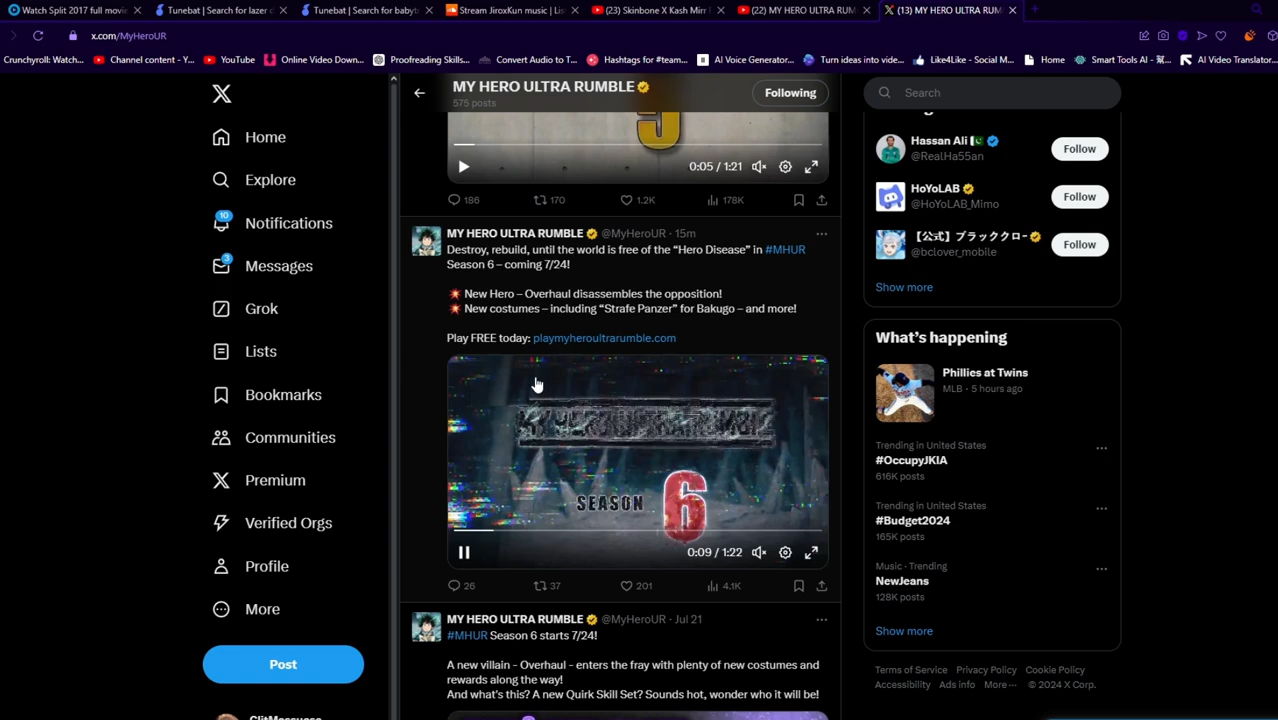 Watch Split 2017 full movi
Tunebat | Search for lazer d
Tunebat | Search for babytr
Stream JiroxKun music | Lis
(23) Skinbone X Kash Mirr F
(22) MY HERO ULTRA RUM
(13) MY HERO ULTRA RUM
x.com/MyHeroUR
Crunchyroll: Watc...
Channel content - Y...
YouTube
Online Video Down...
Proofreading Skills...
Convert Audio to T...
Hashtags for #team...
AI Voice Generator...
Turn ideas into vide...
Like4Like - Social M...
Home
Smart Tools AI - 幫...
AI Video Translator...
Home
Explore
10
Notifications
3
Messages
Grok
Lists
Bookmarks
Communities
Premium
Verified Orgs
Profile
More
Post
MY HERO ULTRA RUMBLE
575 posts
Following
0:05 / 1:21
186
170
1.2K
178K
MY HERO ULTRA RUMBLE @MyHeroUR · 15m
Destroy, rebuild, until the world is free of the “Hero Disease” in #MHUR
Season 6 – coming 7/24!
💥 New Hero – Overhaul disassembles the opposition!
💥 New costumes – including “Strafe Panzer” for Bakugo – and more!
Play FREE today: playmyheroultrarumble.com
MY HERO ULTRA RUMBLE
SEASON 6
0:09 / 1:22
26
37
201
4.1K
MY HERO ULTRA RUMBLE @MyHeroUR · Jul 21
#MHUR Season 6 starts 7/24!
A new villain – Overhaul – enters the fray with plenty of new costumes and
rewards along the way!
And what's this? A new Quirk Skill Set? Sounds hot, wonder who it will be!
Search
Hassan Ali 🇵🇰
@RealHa55an
Follow
HoYoLAB
@HoYoLAB_Mimo
Follow
【公式】ブラッククロー
@bclover_mobile
Follow
Show more
What's happening
Phillies at Twins
MLB · 5 hours ago
Trending in United States
#OccupyJKIA
616K posts
Trending in United States
#Budget2024
165K posts
Music · Trending
NewJeans
128K posts
Show more
Terms of Service Privacy Policy Cookie Policy
Accessibility Ads info More ··· © 2024 X Corp.